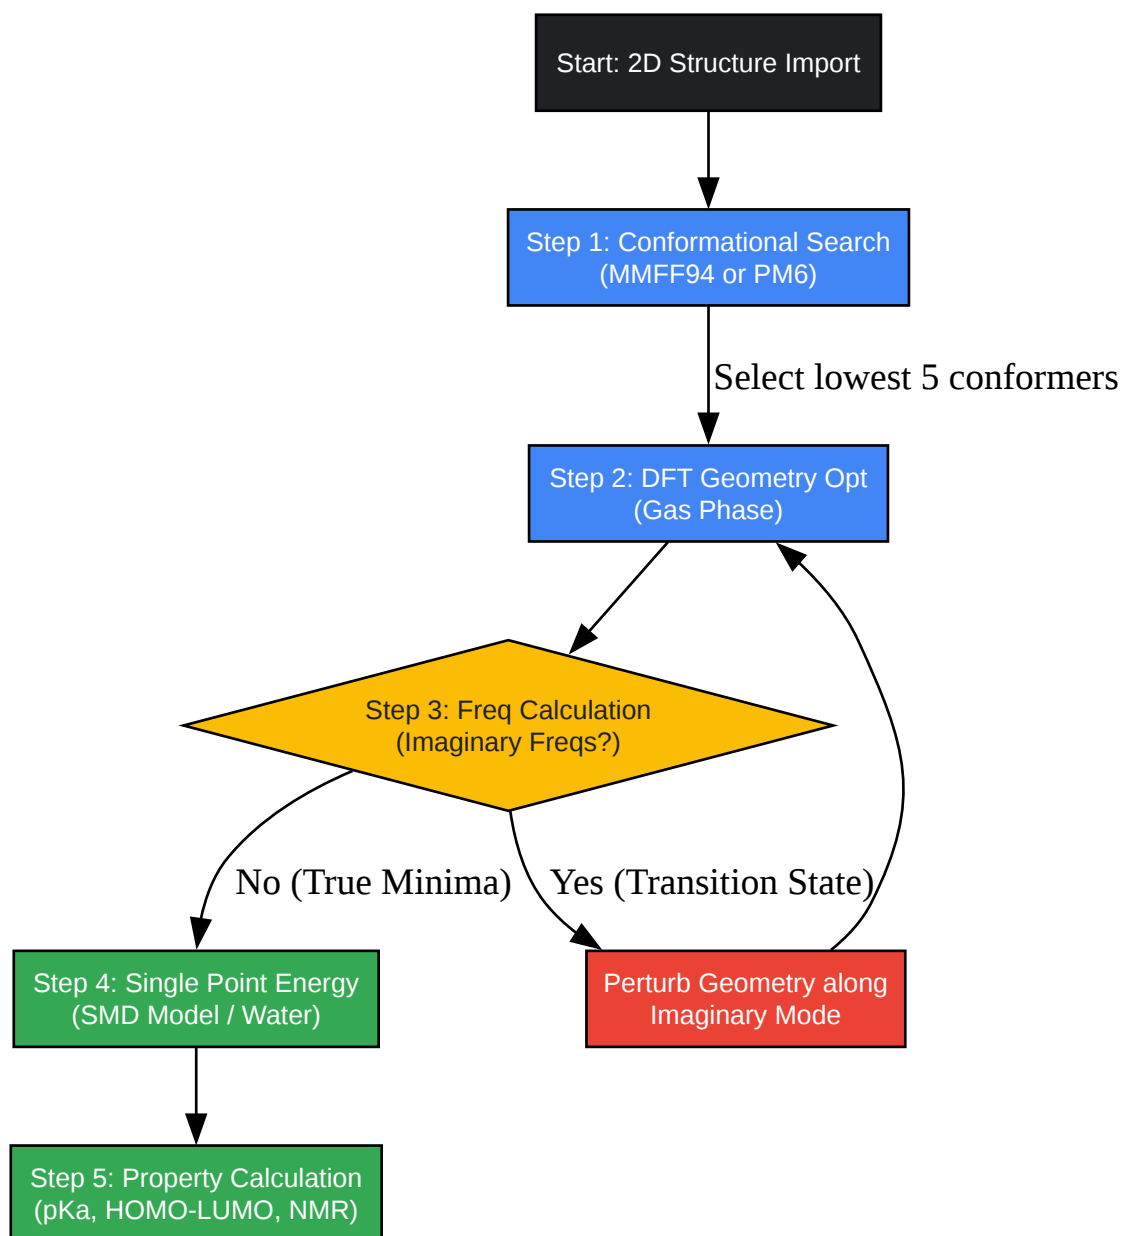 Start: 2D Structure Import
Step 1: Conformational Search
(MMFF94 or PM6)
Select lowest 5 conformers
Step 2: DFT Geometry Opt
(Gas Phase)
Step 3: Freq Calculation
(Imaginary Freqs?)
No (True Minima)
Yes (Transition State)
Step 4: Single Point Energy
(SMD Model / Water)
Perturb Geometry along
Imaginary Mode
Step 5: Property Calculation
(pKa, HOMO-LUMO, NMR)